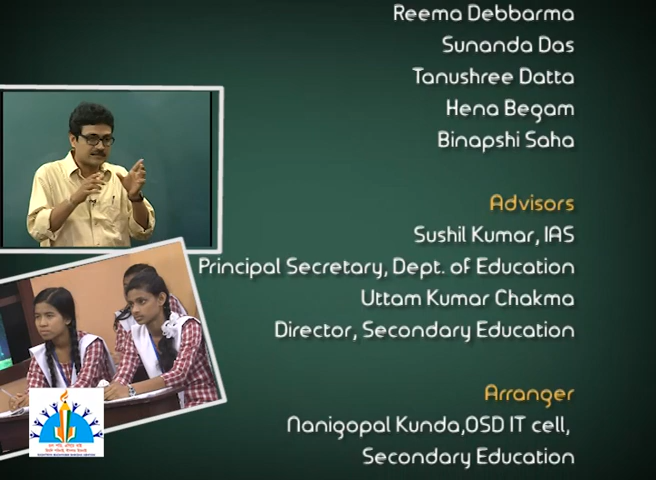 Reema Debbarma
Sunanda Das
Tanushree Datta
Hena Begam
Binapshi Saha
Advisors
Sushil Kumar, IAS
Principal Secretary, Dept. of Education
Uttam Kumar Chakma
Director, Secondary Education
Arranger
Nanigopal Kunda,OSD IT cell,
Secondary Education